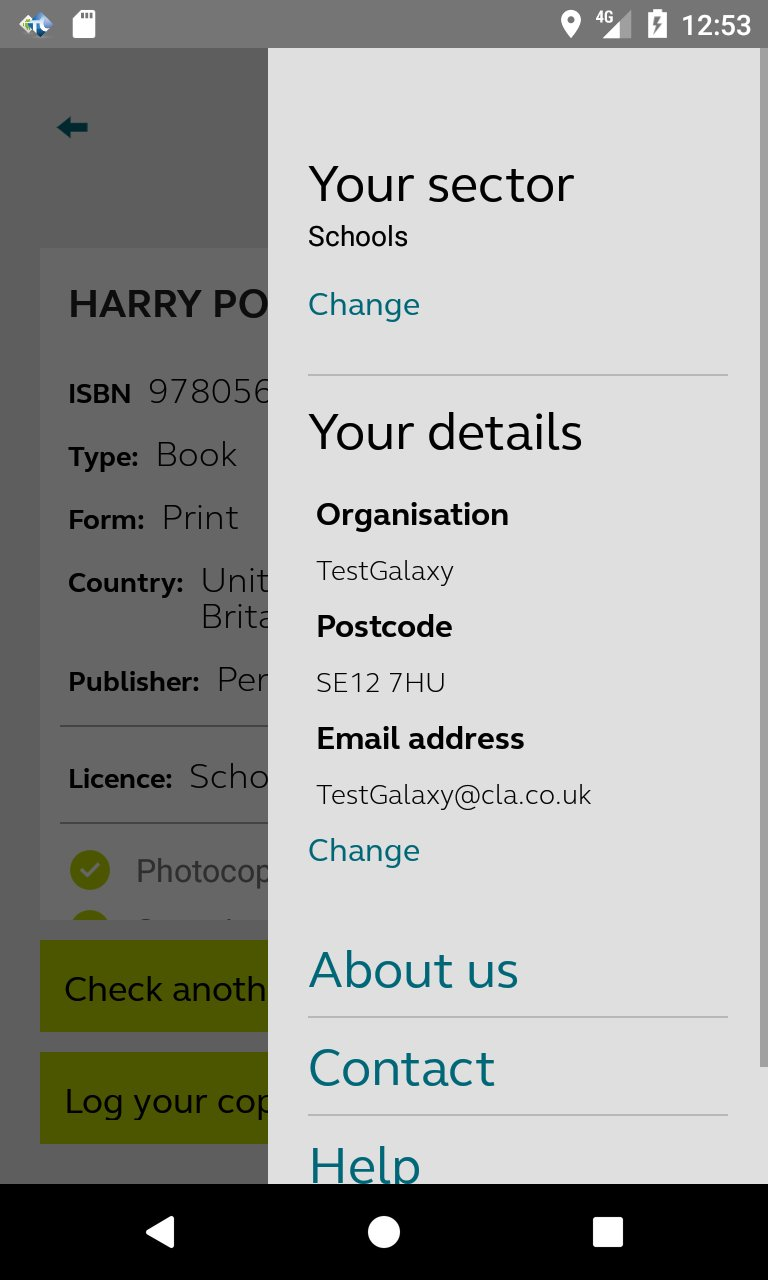 4G 12:53
Your sector
Schools
Change
Your details
Organisation
TestGalaxy
Postcode
SE12 7HU
Email address
TestGalaxy@cla.co.uk
Change
About us
Contact
Help
HARRY PO
ISBN 978056
Type: Book
Form: Print
Country: Unit
Brita
Publisher: Per
Licence: Scho
Photocop
Check anoth
Log your cop